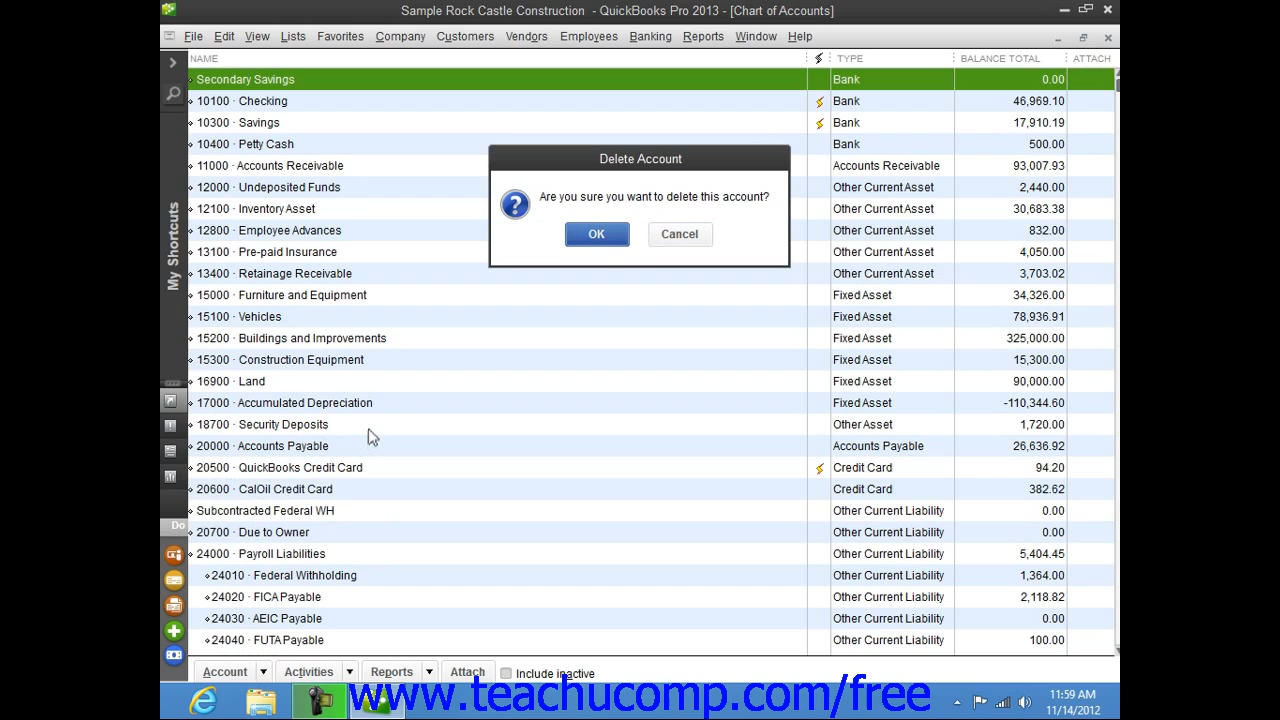 Sample Rock Castle Construction - QuickBooks Pro 2013 - [Chart of Accounts]
File Edit View Lists Favorites Company Customers Vendors Employees Banking Reports Window Help
NAME TYPE BALANCE TOTAL ATTACH
Secondary Savings Bank 0.00
10100 · Checking Bank 46,969.10
10300 · Savings Bank 17,910.19
10400 · Petty Cash Bank 500.00
11000 · Accounts Receivable Accounts Receivable 93,007.93
12000 · Undeposited Funds Other Current Asset 2,440.00
12100 · Inventory Asset Other Current Asset 30,683.38
12800 · Employee Advances Other Current Asset 832.00
13100 · Pre-paid Insurance Other Current Asset 4,050.00
13400 · Retainage Receivable Other Current Asset 3,703.02
15000 · Furniture and Equipment Fixed Asset 34,326.00
15100 · Vehicles Fixed Asset 78,936.91
15200 · Buildings and Improvements Fixed Asset 325,000.00
15300 · Construction Equipment Fixed Asset 15,300.00
16900 · Land Fixed Asset 90,000.00
17000 · Accumulated Depreciation Fixed Asset -110,344.60
18700 · Security Deposits Other Asset 1,720.00
20000 · Accounts Payable Accounts Payable 26,636.92
20500 · QuickBooks Credit Card Credit Card 94.20
20600 · CalOil Credit Card Credit Card 382.62
Subcontracted Federal WH Other Current Liability 0.00
20700 · Due to Owner Other Current Liability 0.00
24000 · Payroll Liabilities Other Current Liability 5,404.45
24010 · Federal Withholding Other Current Liability 1,364.00
24020 · FICA Payable Other Current Liability 2,118.82
24030 · AEIC Payable Other Current Liability 0.00
24040 · FUTA Payable Other Current Liability 100.00
Delete Account
Are you sure you want to delete this account?
OK Cancel
My Shortcuts
Do
Account Activities Reports Attach Include inactive
www.teachucomp.com/free
11:59 AM
11/14/2012